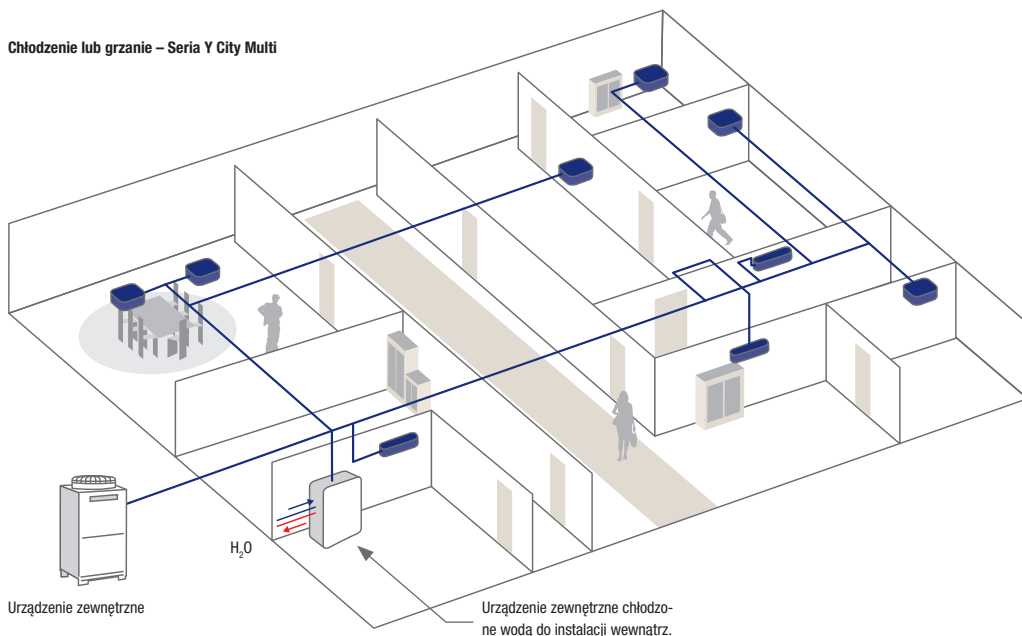 Chłodzenie lub grzanie – Seria Y City Multi
H₂O
Urządzenie zewnętrzne
Urządzenie zewnętrzne chłodzo-
ne wodą do instalacji wewnątrz.